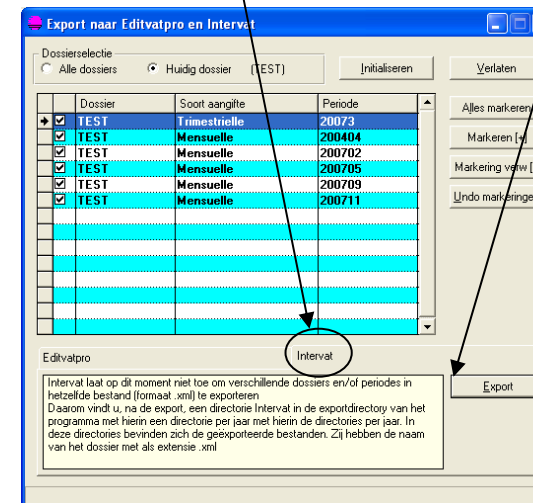 Export naar Editvatpro en Intervat
Dossierselectie
Alle dossiers Huidig dossier (TEST) Initialiseren Verlaten
Dossier Soort aangifte Periode
TEST Trimestrielle 20073
TEST Mensuelle 200404
TEST Mensuelle 200702
TEST Mensuelle 200705
TEST Mensuelle 200709
TEST Mensuelle 200711
Alles markeren
Markeren [+]
Markering verw [
Undo markeringe
Editvatpro Intervat
Intervat laat op dit moment niet toe om verschillende dossiers en/of periodes in
hetzelfde bestand (formaat .xml) te exporteren
Daarom vindt u, na de export, een directorie Intervat in de exportdirectory van het
programma met hierin een directorie per jaar met hierin de directories per jaar. In
deze directories bevinden zich de geëxporteerde bestanden. Zij hebben de naam
van het dossier met als extensie .xml
Export